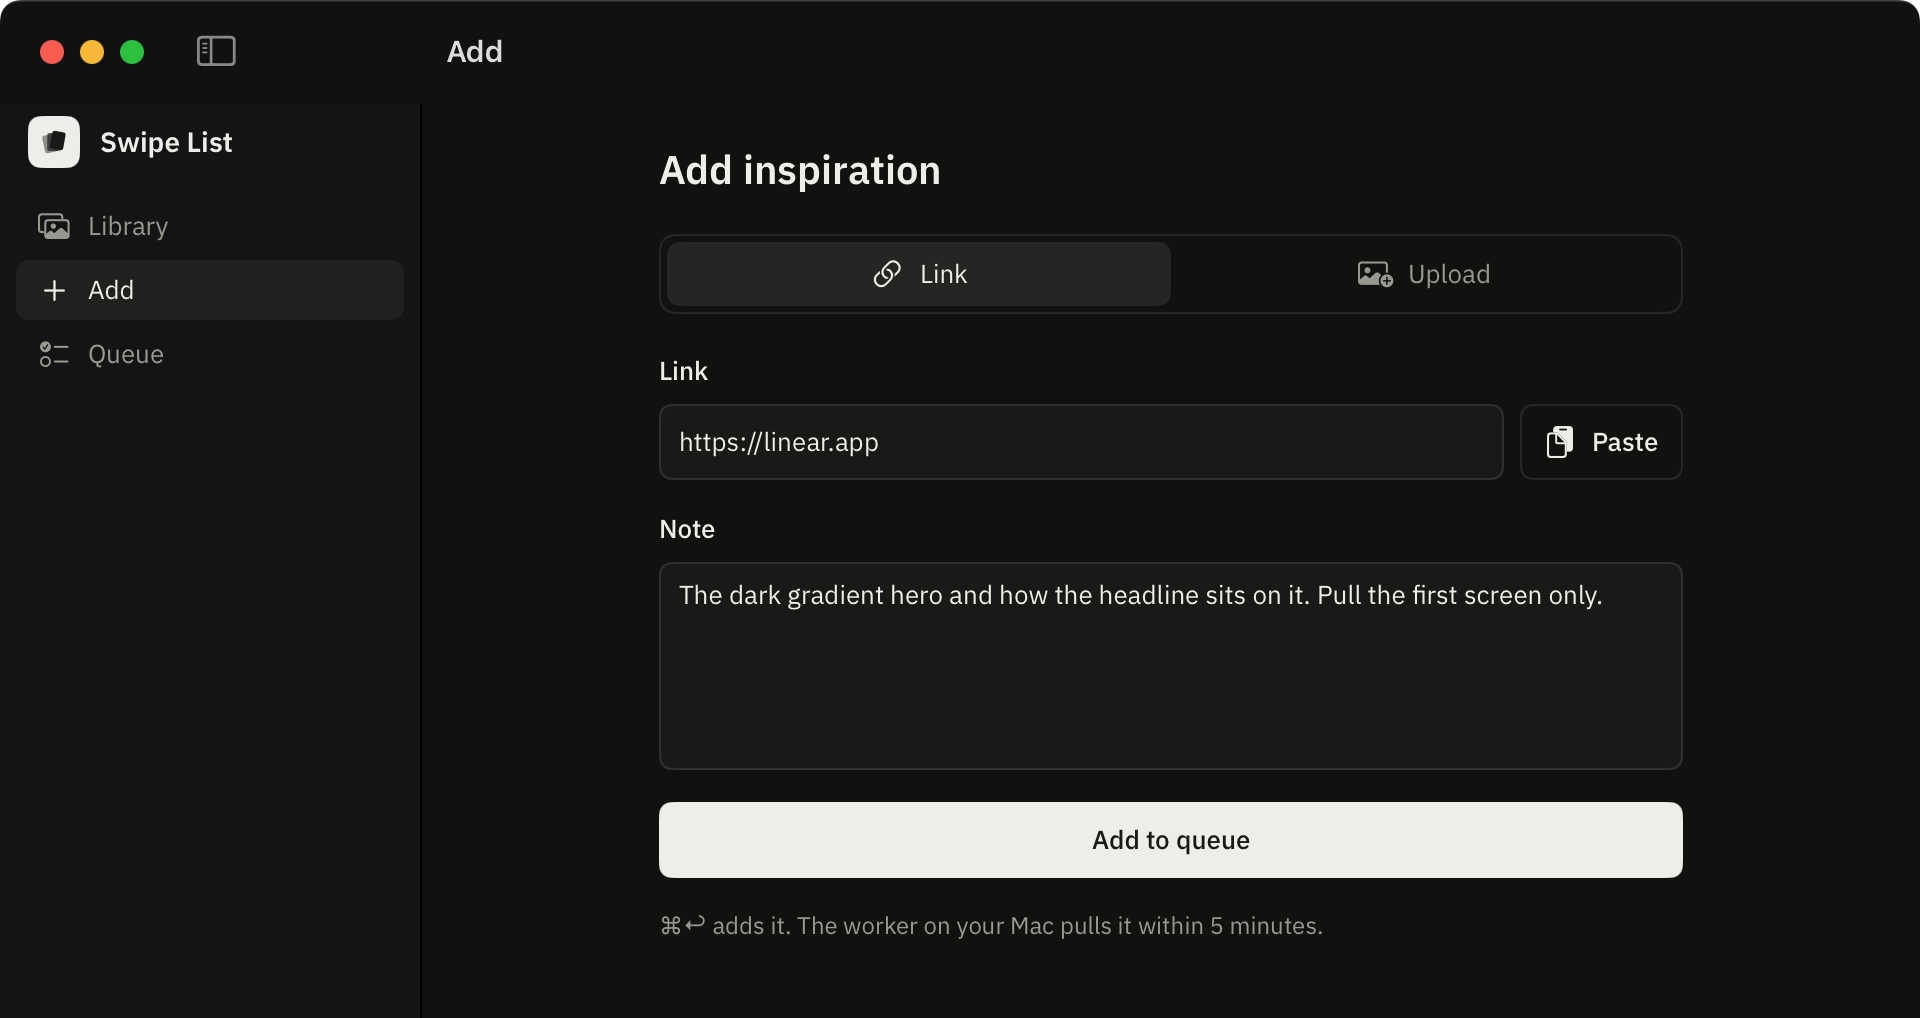 Add
Swipe List
Library
Add
Queue
Add inspiration
Link
Upload
Link
https://linear.app
Paste
Note
The dark gradient hero and how the headline sits on it. Pull the first screen only.
Add to queue
⌘↩ adds it. The worker on your Mac pulls it within 5 minutes.